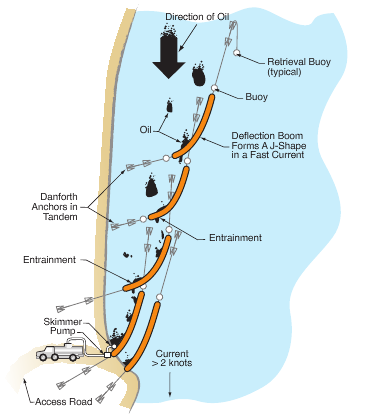 Direction of Oil
Retrieval Buoy
(typical)
Buoy
Oil
Deflection Boom
Forms A J-Shape
in a Fast Current
Danforth
Anchors in
Tandem
Entrainment
Entrainment
Skimmer
Pump
Current
> 2 knots
Access Road